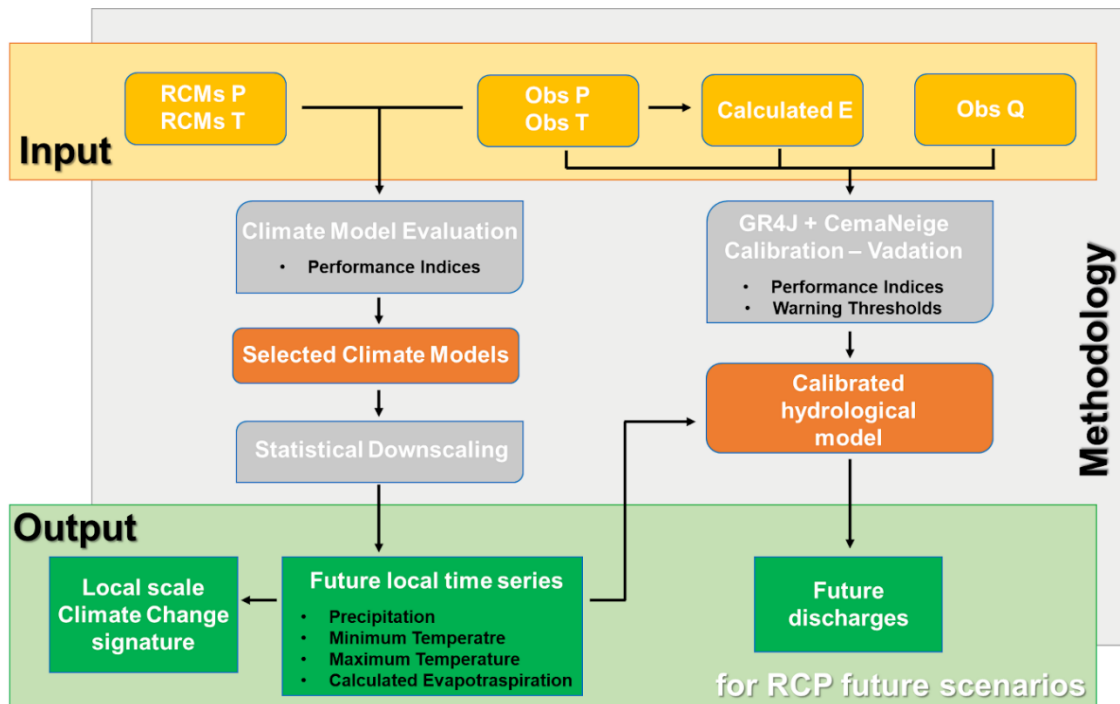 RCMs P
RCMs T
Obs P
Obs T
Calculated E
Obs Q
Input
Climate Model Evaluation
• Performance Indices
GR4J + CemaNeige
Calibration – Vadation
• Performance Indices
• Warning Thresholds
Methodology
Selected Climate Models
Calibrated
hydrological
model
Statistical Downscaling
Output
Local scale
Climate Change
signature
Future local time series
• Precipitation
• Minimum Temperatre
• Maximum Temperature
• Calculated Evapotraspiration
Future
discharges
for RCP future scenarios